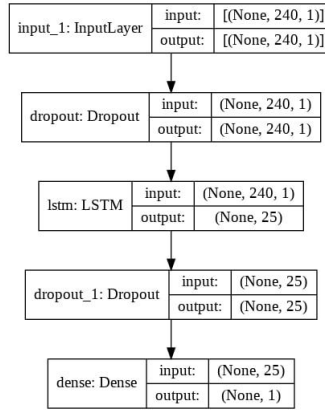 input_1: InputLayer
input: [(None, 240, 1)]
output: [(None, 240, 1)]
dropout: Dropout
input: (None, 240, 1)
output: (None, 240, 1)
lstm: LSTM
input: (None, 240, 1)
output: (None, 25)
dropout_1: Dropout
input: (None, 25)
output: (None, 25)
dense: Dense
input: (None, 25)
output: (None, 1)